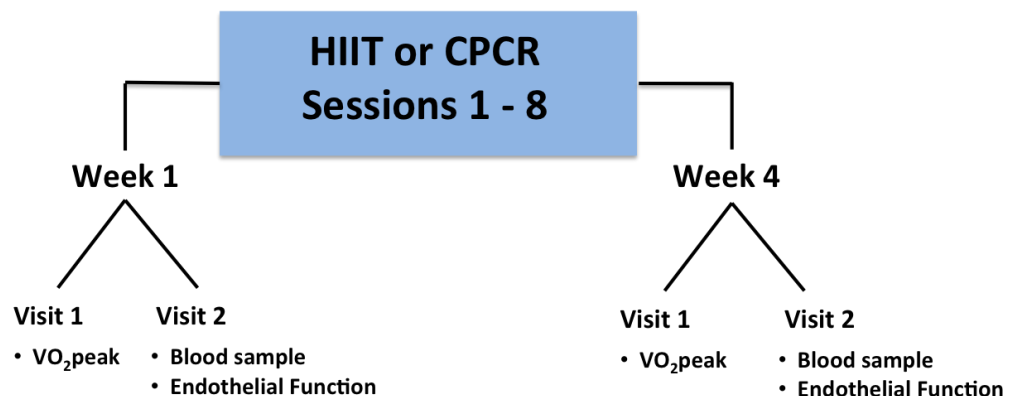 HIIT or CPCR
Sessions 1 - 8
Week 1
Week 4
Visit 1
Visit 2
• VO₂peak
• Blood sample
• Endothelial Function
Visit 1
Visit 2
• VO₂peak
• Blood sample
• Endothelial Function